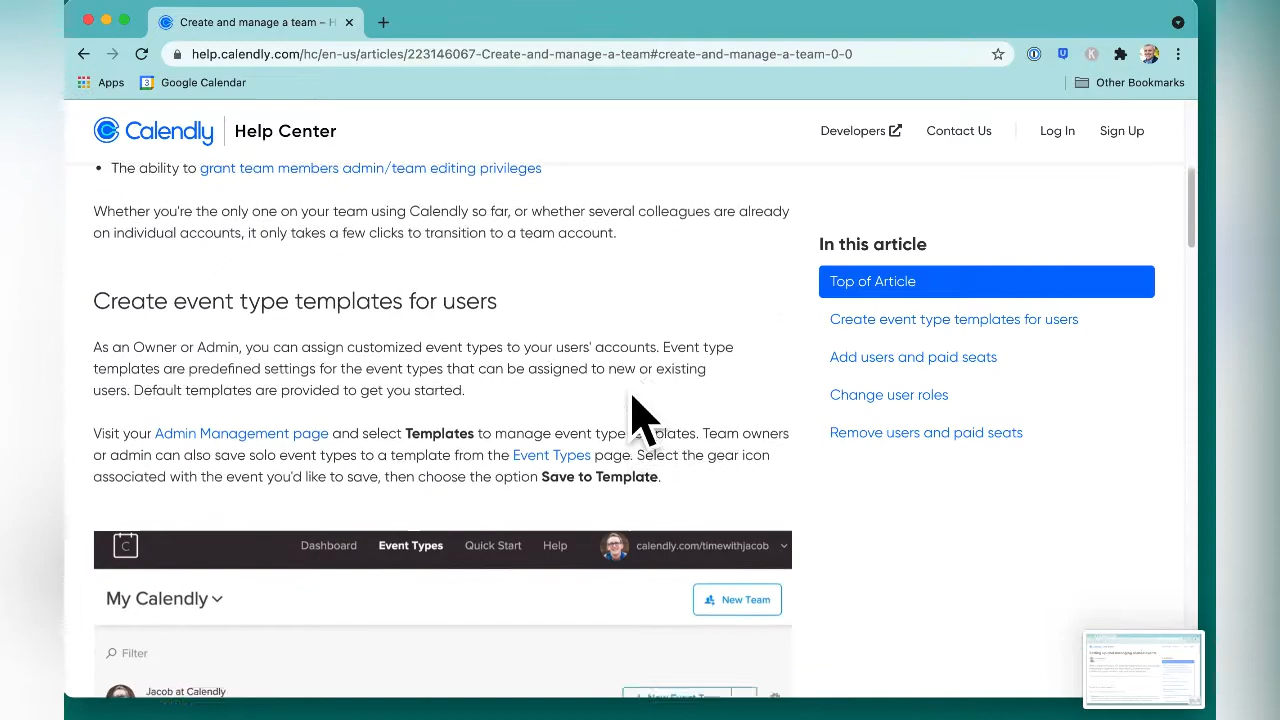 Create and manage a team – H
help.calendly.com/hc/en-us/articles/223146067-Create-and-manage-a-team#create-and-manage-a-team-0-0
Apps
Google Calendar
Other Bookmarks
Calendly
Help Center
Developers
Contact Us
Log In
Sign Up
• The ability to grant team members admin/team editing privileges
Whether you're the only one on your team using Calendly so far, or whether several colleagues are already
on individual accounts, it only takes a few clicks to transition to a team account.
Create event type templates for users
As an Owner or Admin, you can assign customized event types to your users' accounts. Event type
templates are predefined settings for the event types that can be assigned to new or existing
users. Default templates are provided to get you started.
Visit your Admin Management page and select Templates to manage event type templates. Team owners
or admin can also save solo event types to a template from the Event Types page. Select the gear icon
associated with the event you'd like to save, then choose the option Save to Template.
In this article
Top of Article
Create event type templates for users
Add users and paid seats
Change user roles
Remove users and paid seats
Dashboard
Event Types
Quick Start
Help
calendly.com/timewithjacob
My Calendly
New Team
Filter
Jacob at Calendly